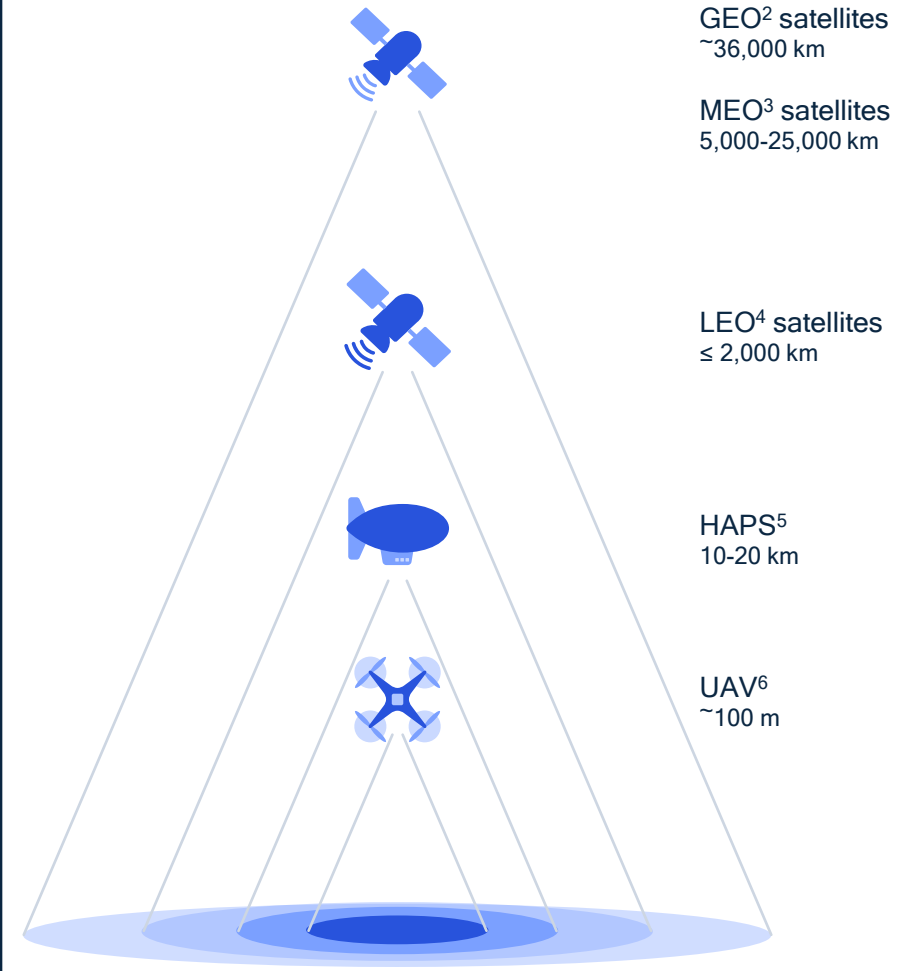 GEO² satellites
~36,000 km
MEO³ satellites
5,000-25,000 km
LEO⁴ satellites
≤ 2,000 km
HAPS⁵
10-20 km
UAV⁶
~100 m